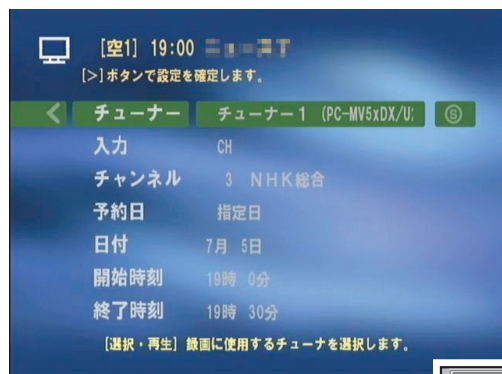 [空1] 19:00
[>]ボタンで設定を確定します。
チューナー チューナー1 (PC-MV5xDX/U2
入力 CH
チャンネル 3 NHK総合
予約日 指定日
日付 7月 5日
開始時刻 19時 0分
終了時刻 19時 30分
[選択・再生] 録画に使用するチューナを選択します。